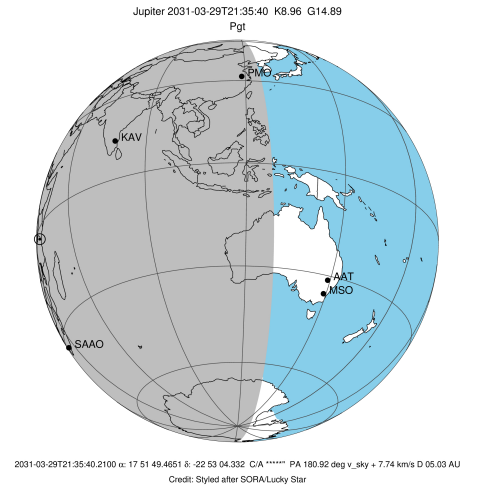 Jupiter 2031-03-29T21:35:40 K8.96 G14.89
Pgt
PMO
KAV
AAT
MSO
SAAO
2031-03-29T21:35:40.2100 α: 17 51 49.4651 δ: -22 53 04.332 C/A *****" PA 180.92 deg v_sky + 7.74 km/s D 05.03 AU
Credit: Styled after SORA/Lucky Star